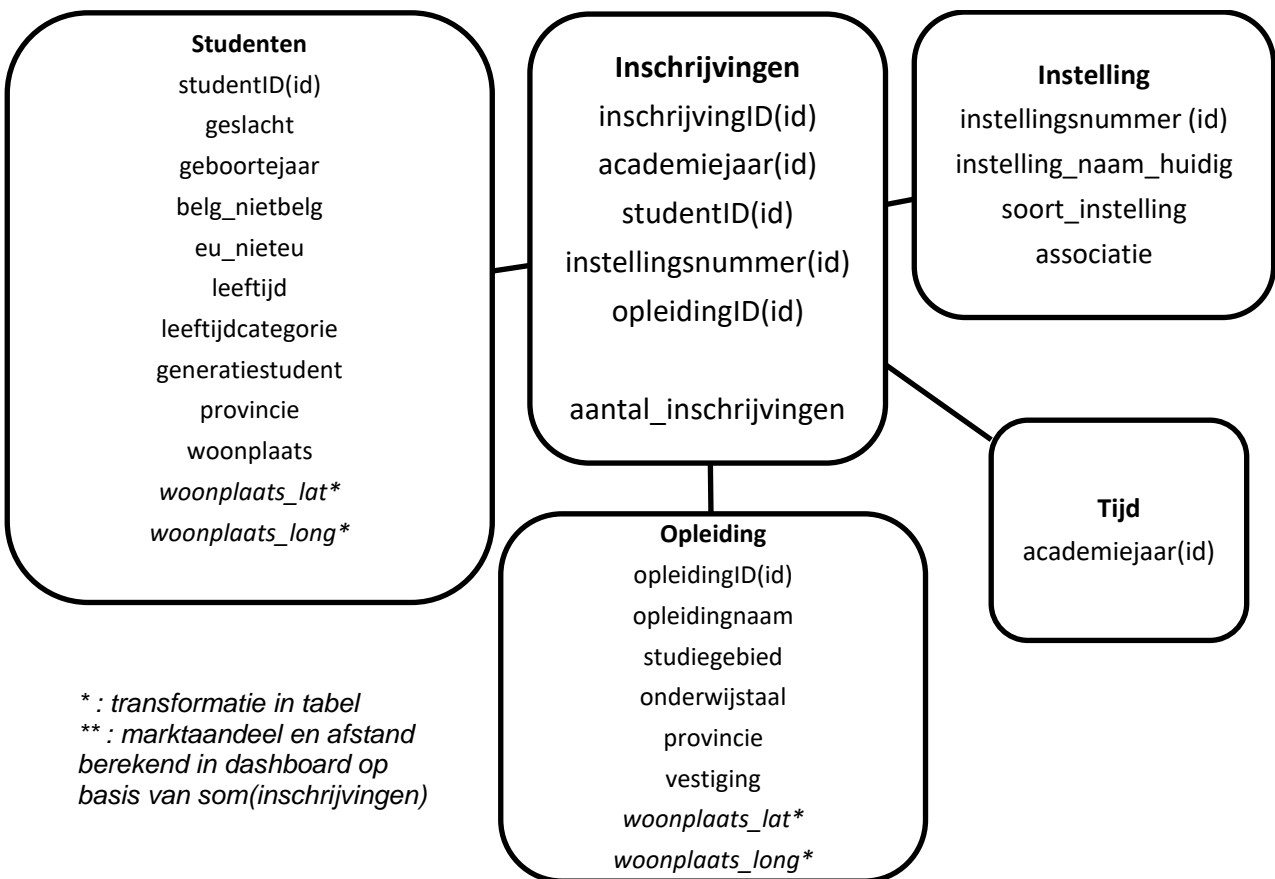 Studenten
studentID(id)
geslacht
geboortejaar
belg_nietbelg
eu_nieteu
leeftijd
leeftijdcategorie
generatiestudent
provincie
woonplaats
woonplaats_lat*
woonplaats_long*
Inschrijvingen
inschrijvingID(id)
academiejaar(id)
studentID(id)
instellingsnummer(id)
opleidingID(id)
aantal_inschrijvingen
Instelling
instellingsnummer (id)
instelling_naam_huidig
soort_instelling
associatie
Tijd
academiejaar(id)
Opleiding
opleidingID(id)
opleidingnaam
studiegebied
onderwijstaal
provincie
vestiging
woonplaats_lat*
woonplaats_long*
* : transformatie in tabel
** : marktaandeel en afstand
berekend in dashboard op
basis van som(inschrijvingen)